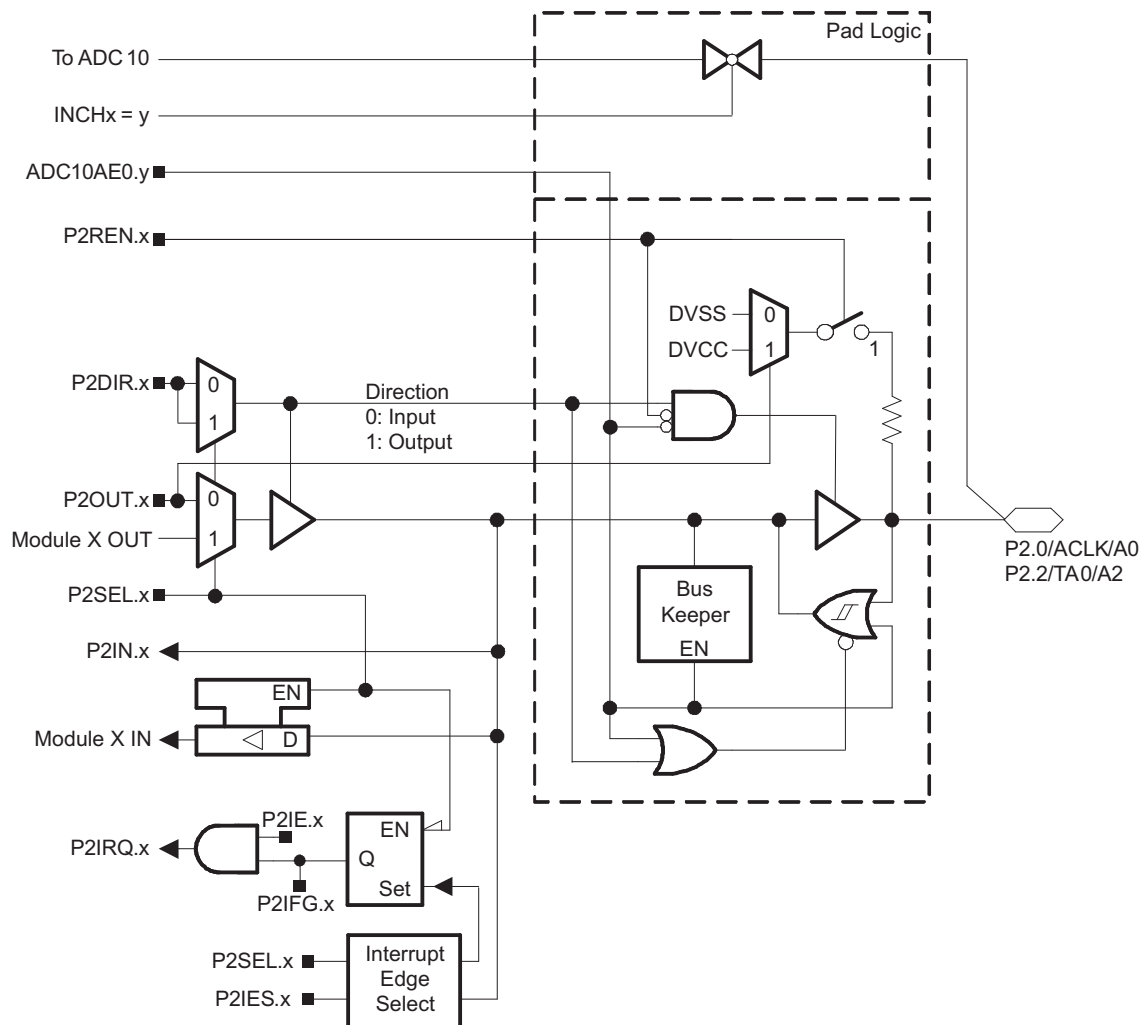 Pad Logic
To ADC 10
INCHx = y
ADC10AE0.y
P2REN.x
DVSS
0
DVCC
1
1
P2DIR.x
0
1
Direction
0: Input
1: Output
P2OUT.x
0
Module X OUT
1
P2.0/ACLK/A0
P2.2/TA0/A2
P2SEL.x
Bus
Keeper
EN
P2IN.x
EN
Module X IN
D
P2IE.x
EN
P2IRQ.x
Q
Set
P2IFG.x
P2SEL.x
P2IES.x
Interrupt
Edge
Select